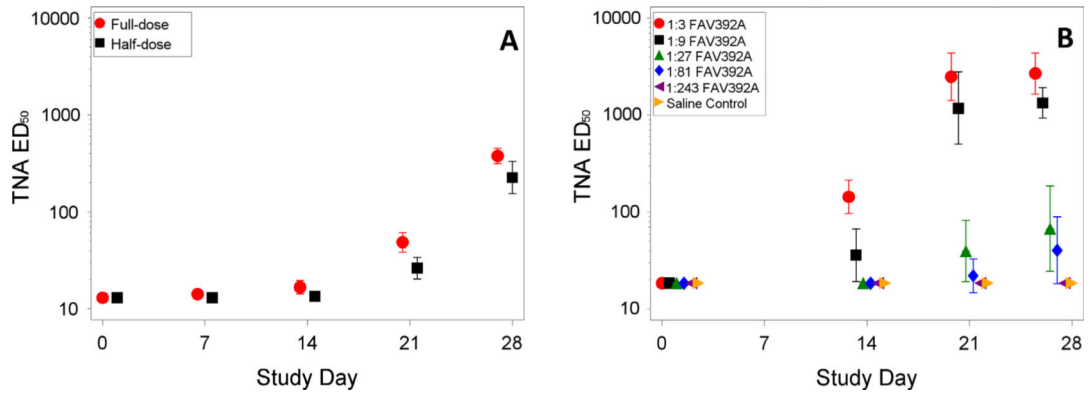 A
Full-dose
Half-dose
10000
1000
100
10
TNA ED50
0 7 14 21 28
Study Day
B
1:3 FAV392A
1:9 FAV392A
1:27 FAV392A
1:81 FAV392A
1:243 FAV392A
Saline Control
10000
1000
100
10
TNA ED50
0 7 14 21 28
Study Day